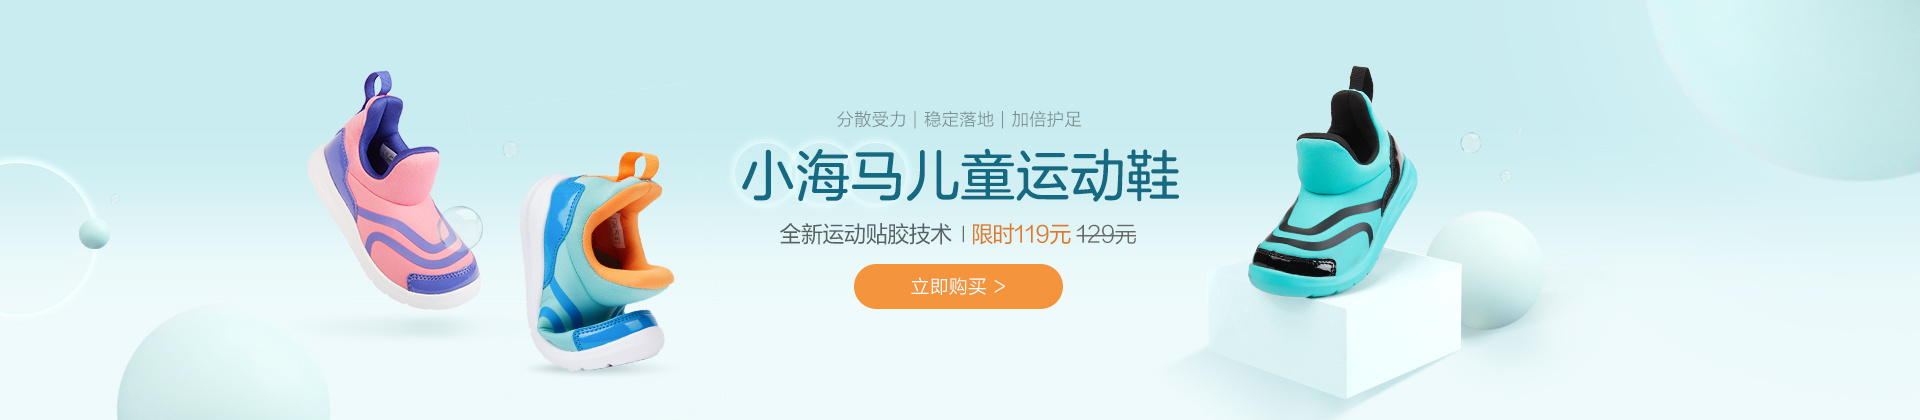 分散受力 | 稳定落地 | 加倍护足
小海马儿童运动鞋
全新运动贴胶技术 | 限时119元 129元
立即购买 >